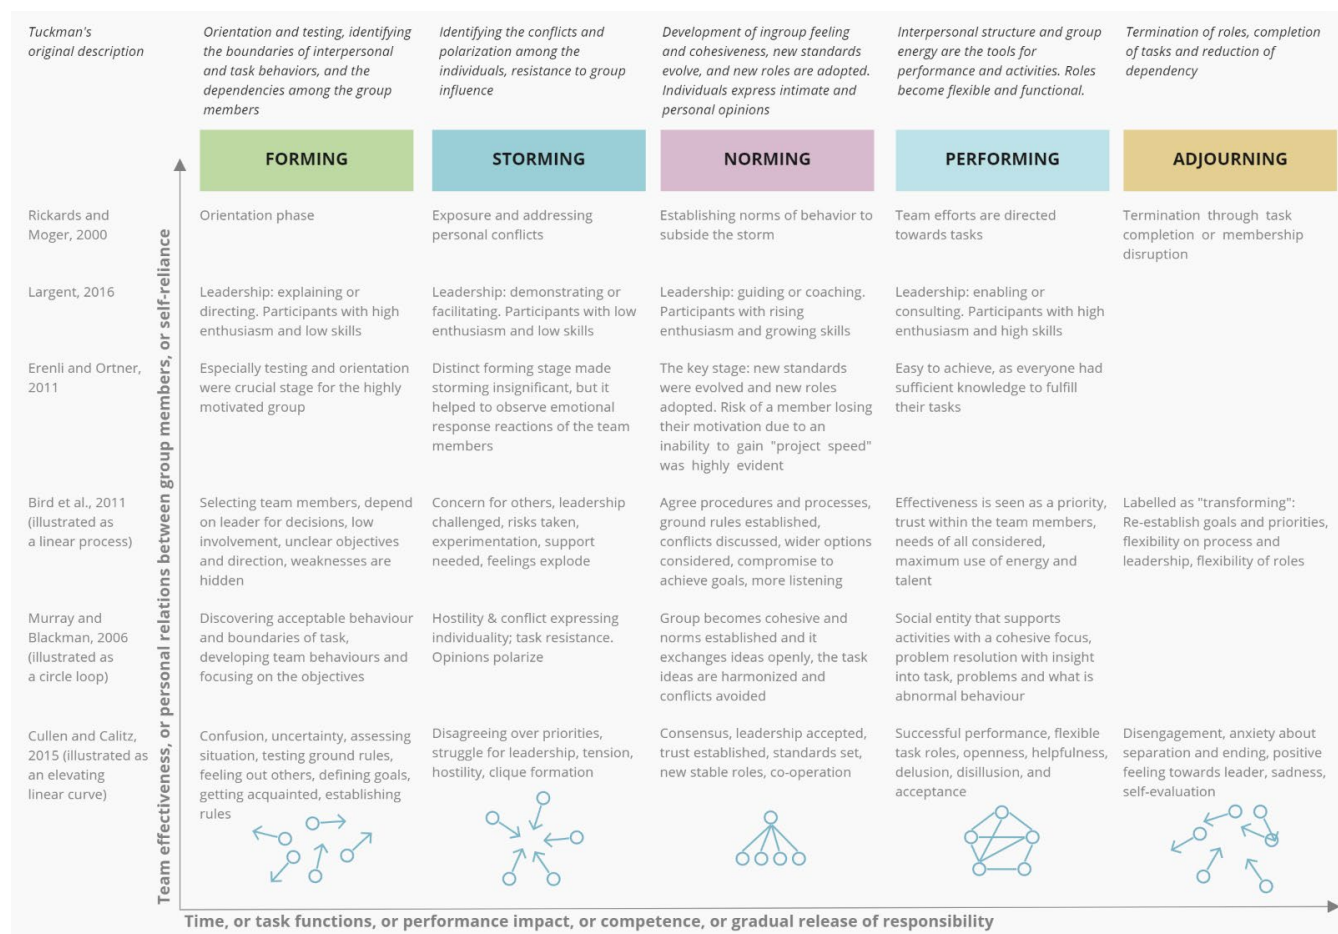 Tuckman's
original description
Orientation and testing, identifying
the boundaries of interpersonal
and task behaviors, and the
dependencies among the group
members
Identifying the conflicts and
polarization among the
individuals, resistance to group
influence
Development of ingroup feeling
and cohesiveness, new standards
evolve, and new roles are adopted.
Individuals express intimate and
personal opinions
Interpersonal structure and group
energy are the tools for
performance and activities. Roles
become flexible and functional.
Termination of roles, completion
of tasks and reduction of
dependency
FORMING
STORMING
NORMING
PERFORMING
ADJOURNING
Rickards and
Moger, 2000
Orientation phase
Exposure and addressing
personal conflicts
Establishing norms of behavior to
subside the storm
Team efforts are directed
towards tasks
Termination through task
completion or membership
disruption
Largent, 2016
Leadership: explaining or
directing. Participants with high
enthusiasm and low skills
Leadership: demonstrating or
facilitating. Participants with low
enthusiasm and low skills
Leadership: guiding or coaching.
Participants with rising
enthusiasm and growing skills
Leadership: enabling or
consulting. Participants with high
enthusiasm and high skills
Erenli and Ortner,
2011
Especially testing and orientation
were crucial stage for the highly
motivated group
Distinct forming stage made
storming insignificant, but it
helped to observe emotional
response reactions of the team
members
The key stage: new standards
were evolved and new roles
adopted. Risk of a member losing
their motivation due to an
inability to gain "project speed"
was highly evident
Easy to achieve, as everyone had
sufficient knowledge to fulfill
their tasks
Bird et al., 2011
(illustrated as
a linear process)
Selecting team members, depend
on leader for decisions, low
involvement, unclear objectives
and direction, weaknesses are
hidden
Concern for others, leadership
challenged, risks taken,
experimentation, support
needed, feelings explode
Agree procedures and processes,
ground rules established,
conflicts discussed, wider options
considered, compromise to
achieve goals, more listening
Effectiveness is seen as a priority,
trust within the team members,
needs of all considered,
maximum use of energy and
talent
Labelled as "transforming":
Re-establish goals and priorities,
flexibility on process and
leadership, flexibility of roles
Murray and
Blackman, 2006
(illustrated as
a circle loop)
Discovering acceptable behaviour
and boundaries of task,
developing team behaviours and
focusing on the objectives
Hostility & conflict expressing
individuality; task resistance.
Opinions polarize
Group becomes cohesive and
norms established and it
exchanges ideas openly, the task
ideas are harmonized and
conflicts avoided
Social entity that supports
activities with a cohesive focus,
problem resolution with insight
into task, problems and what is
abnormal behaviour
Cullen and Calitz,
2015 (illustrated as
an elevating
linear curve)
Confusion, uncertainty, assessing
situation, testing ground rules,
feeling out others, defining goals,
getting acquainted, establishing
rules
Disagreeing over priorities,
struggle for leadership, tension,
hostility, clique formation
Consensus, leadership accepted,
trust established, standards set,
new stable roles, co-operation
Successful performance, flexible
task roles, openness, helpfulness,
delusion, disillusion, and
acceptance
Disengagement, anxiety about
separation and ending, positive
feeling towards leader, sadness,
self-evaluation
Team effectiveness, or personal relations between group members, or self-reliance
Time, or task functions, or performance impact, or competence, or gradual release of responsibility